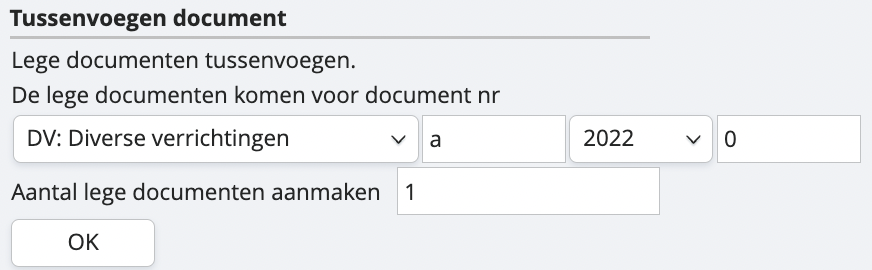 Tussenvoegen document
Lege documenten tussenvoegen.
De lege documenten komen voor document nr
DV: Diverse verrichtingen a 2022 0
Aantal lege documenten aanmaken 1
OK